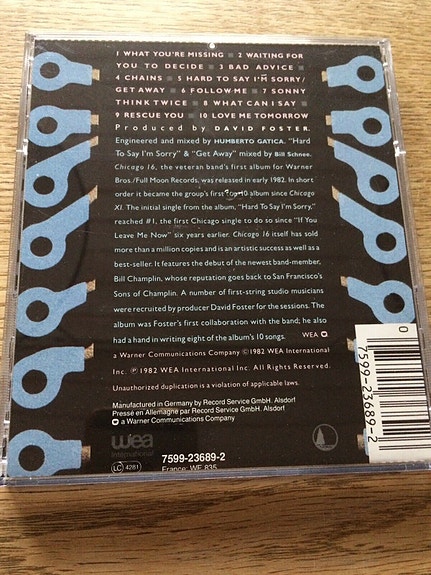 1 WHAT YOU'RE MISSING ■ 2 WAITING FOR
YOU TO DECIDE ■ 3 BAD ADVICE ■
4 CHAINS ■ 5 HARD TO SAY I'M SORRY/
GET AWAY ■ 6 FOLLOW ME ■ 7 SONNY
THINK TWICE ■ 8 WHAT CAN I SAY ■
9 RESCUE YOU ■ 10 LOVE ME TOMORROW
Produced by DAVID FOSTER.
Engineered and mixed by HUMBERTO GATICA. "Hard
To Say I'm Sorry" & "Get Away" mixed by Bill Schnee.
Chicago 16, the veteran band's first album for Warner
Bros./Full Moon Records, was released in early 1982. In short
order it became the group's first top-10 album since Chicago
XI. The initial single from the album, "Hard To Say I'm Sorry,"
reached #1, the first Chicago single to do so since "If You
Leave Me Now" six years earlier. Chicago 16 itself has sold
more than a million copies and is an artistic success as well as a
best-seller. It features the debut of the newest band-member,
Bill Champlin, whose reputation goes back to San Francisco's
Sons of Champlin. A number of first-string studio musicians
were recruited by producer David Foster for the sessions. The
album was Foster's first collaboration with the band; he also
had a hand in writing eight of the album's 10 songs. WEA
a Warner Communications Company ©1982 WEA International
Inc. ℗1982 WEA International Inc. All Rights Reserved.
Unauthorized duplication is a violation of applicable laws.
Manufactured in Germany by Record Service GmbH. Alsdorf
Pressé en Allemagne par Record Service GmbH. Alsdorf
a Warner Communications Company
wea
International
LC 4281
7599-23689-2
France: WE 835
0
7599-23689-2